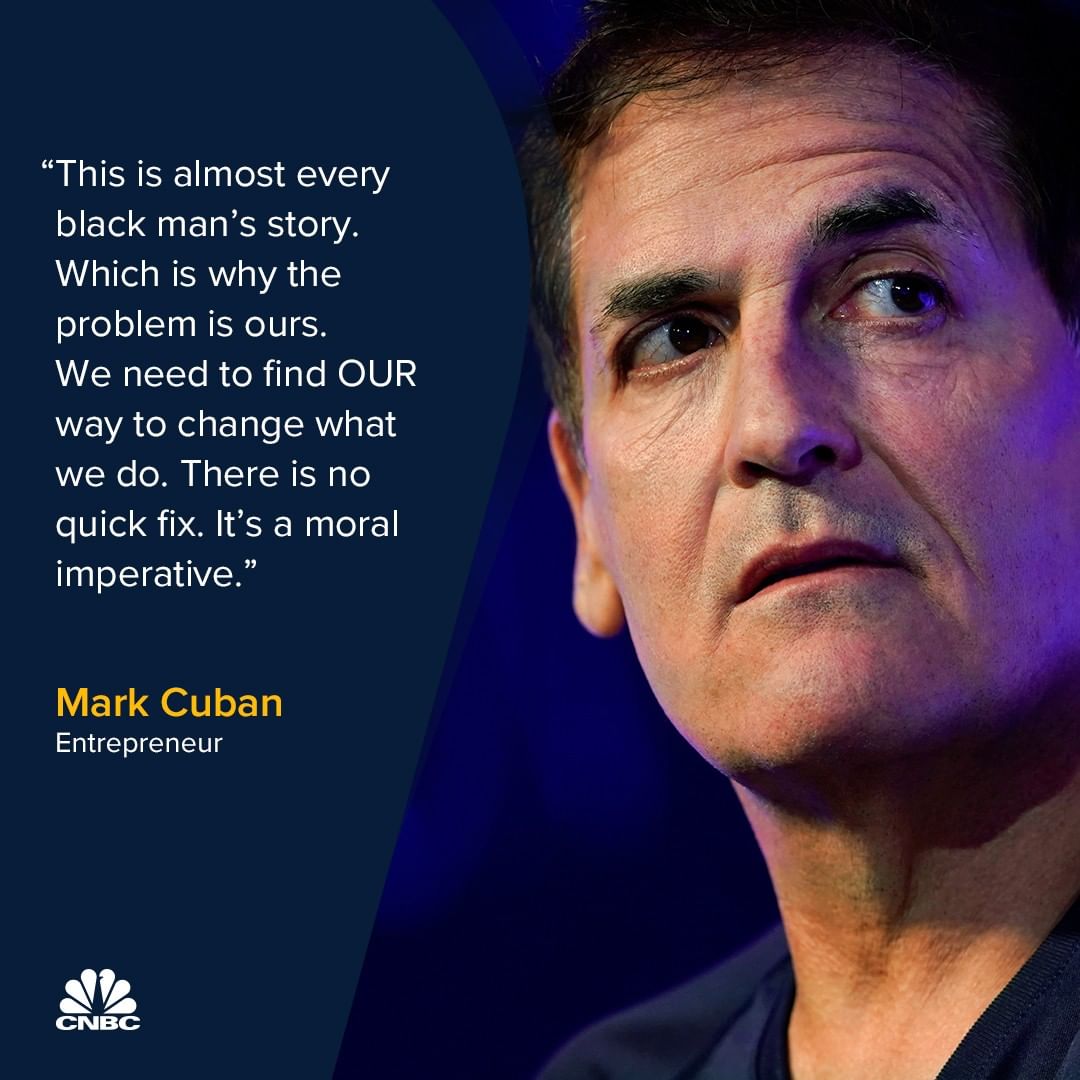 “This is almost every
black man’s story.
Which is why the
problem is ours.
We need to find OUR
way to change what
we do. There is no
quick fix. It’s a moral
imperative.”
Mark Cuban
Entrepreneur
CNBC